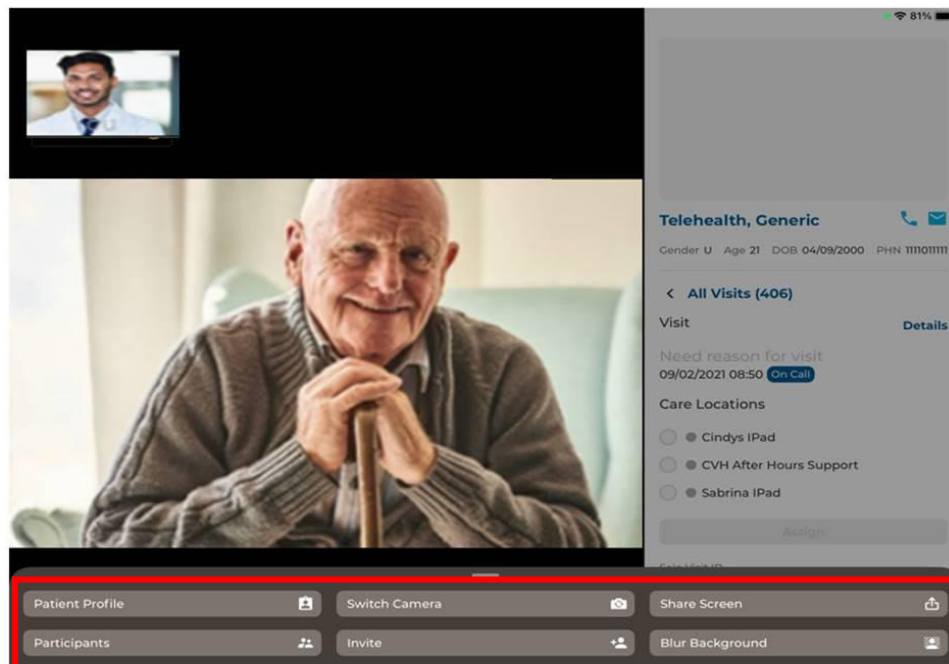 81%
Telehealth, Generic
Gender U Age 21 DOB 04/09/2000 PHN 1111011111
All Visits (406)
Visit Details
Need reason for visit
09/02/2021 08:50 On Call
Care Locations
Cindys IPad
CVH After Hours Support
Sabrina IPad
Assign
Patient Profile Switch Camera Share Screen
Participants Invite Blur Background